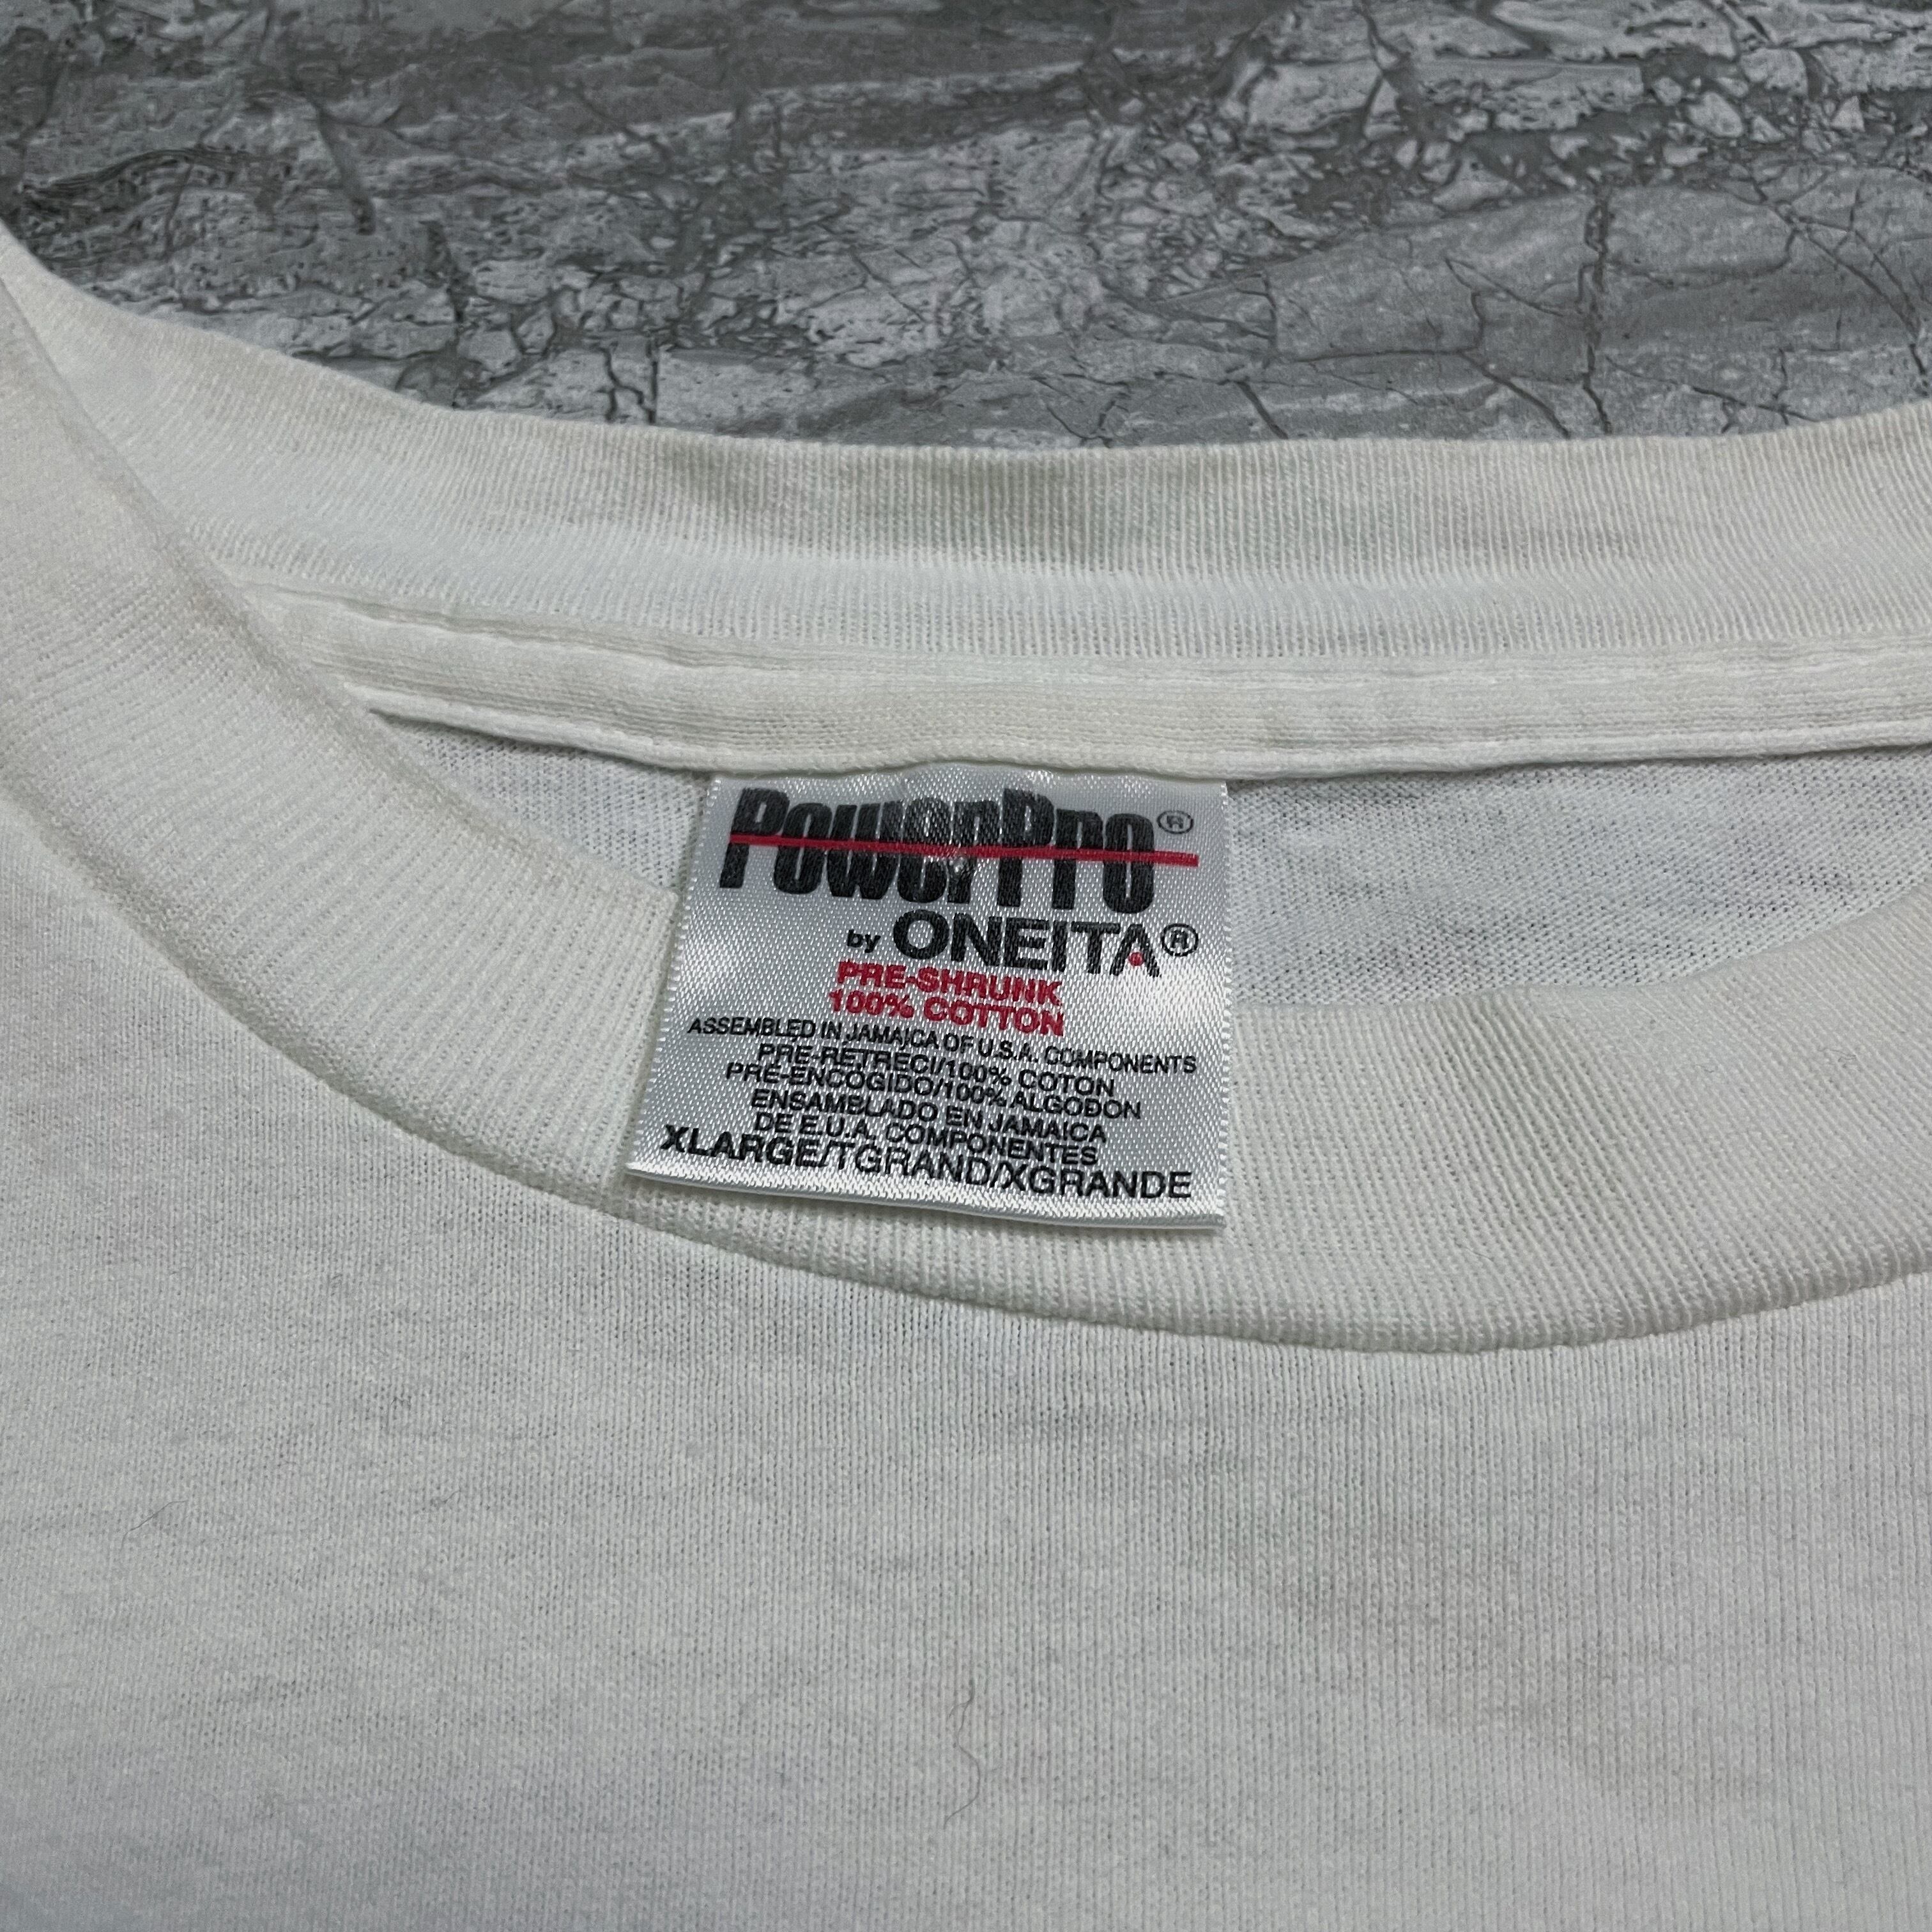 PowerPro®
by ONEITA®
PRE-SHRUNK
100% COTTON
ASSEMBLED IN JAMAICA OF U.S.A. COMPONENTS
PRE-RETRECI/100% COTON
PRE-ENCOGIDO/100% ALGODON
ENSAMBLADO EN JAMAICA
DE E.U.A. COMPONENTES
XLARGE/TGRAND/XGRANDE